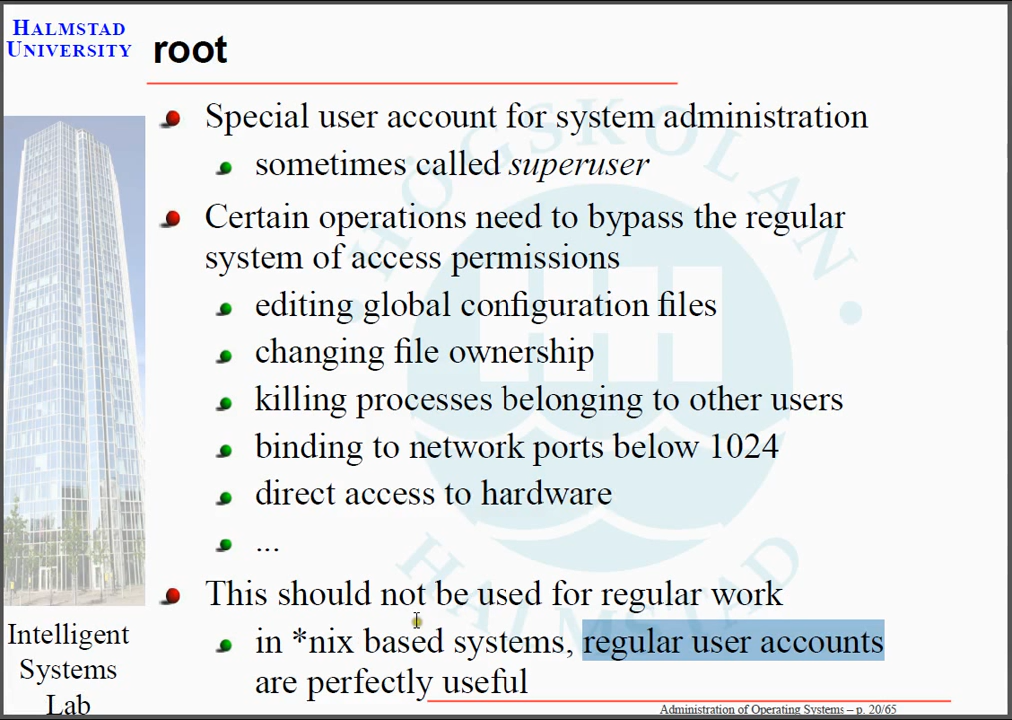 HALMSTAD
UNIVERSITY
root
Special user account for system administration
sometimes called superuser
Certain operations need to bypass the regular
system of access permissions
editing global configuration files
changing file ownership
killing processes belonging to other users
binding to network ports below 1024
direct access to hardware
...
This should not be used for regular work
in *nix based systems, regular user accounts
are perfectly useful
Intelligent
Systems
Lab
Administration of Operating Systems – p. 20/65
HÖGSKOLAN
HALMSTAD